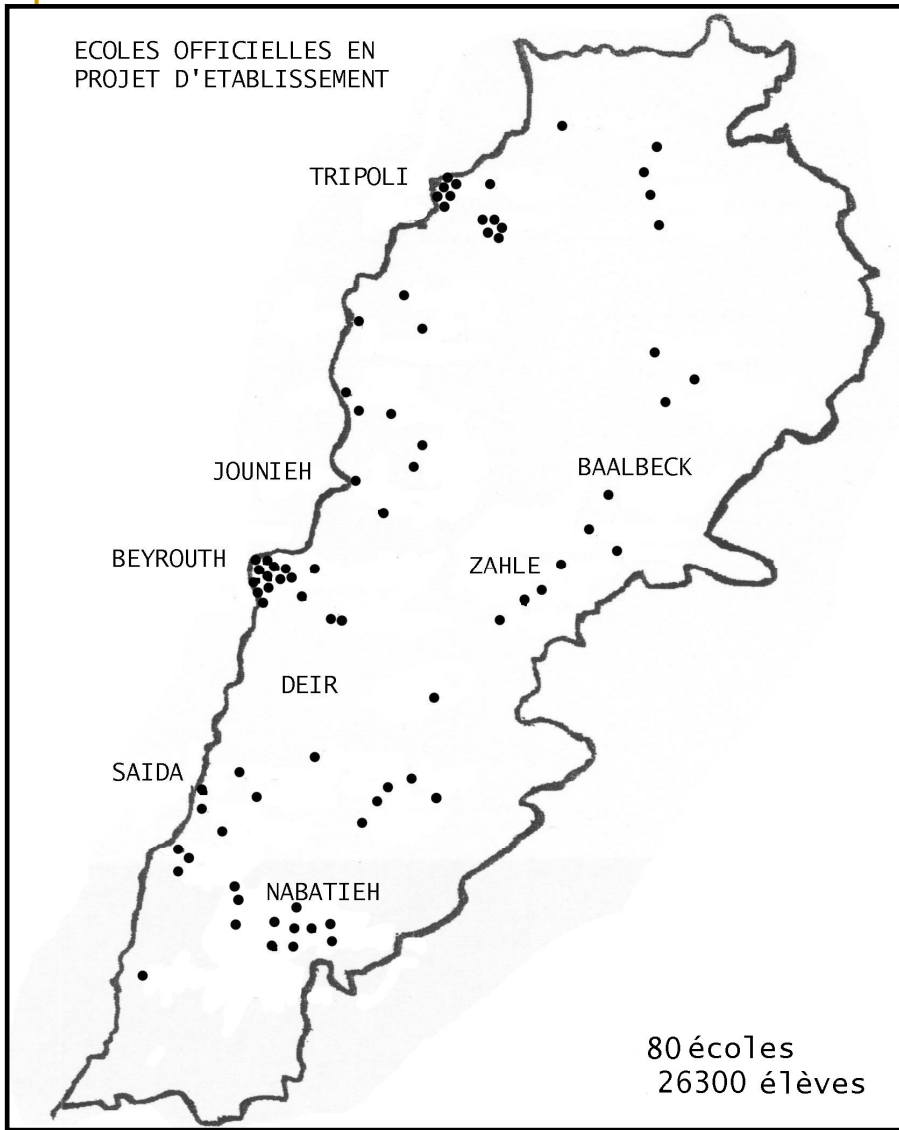 ECOLES OFFICIELLES EN
PROJET D'ETABLISSEMENT
TRIPOLI
JOUNIEH
BAALBECK
BEYROUTH
ZAHLE
DEIR
SAIDA
NABATIEH
80 écoles
26300 élèves